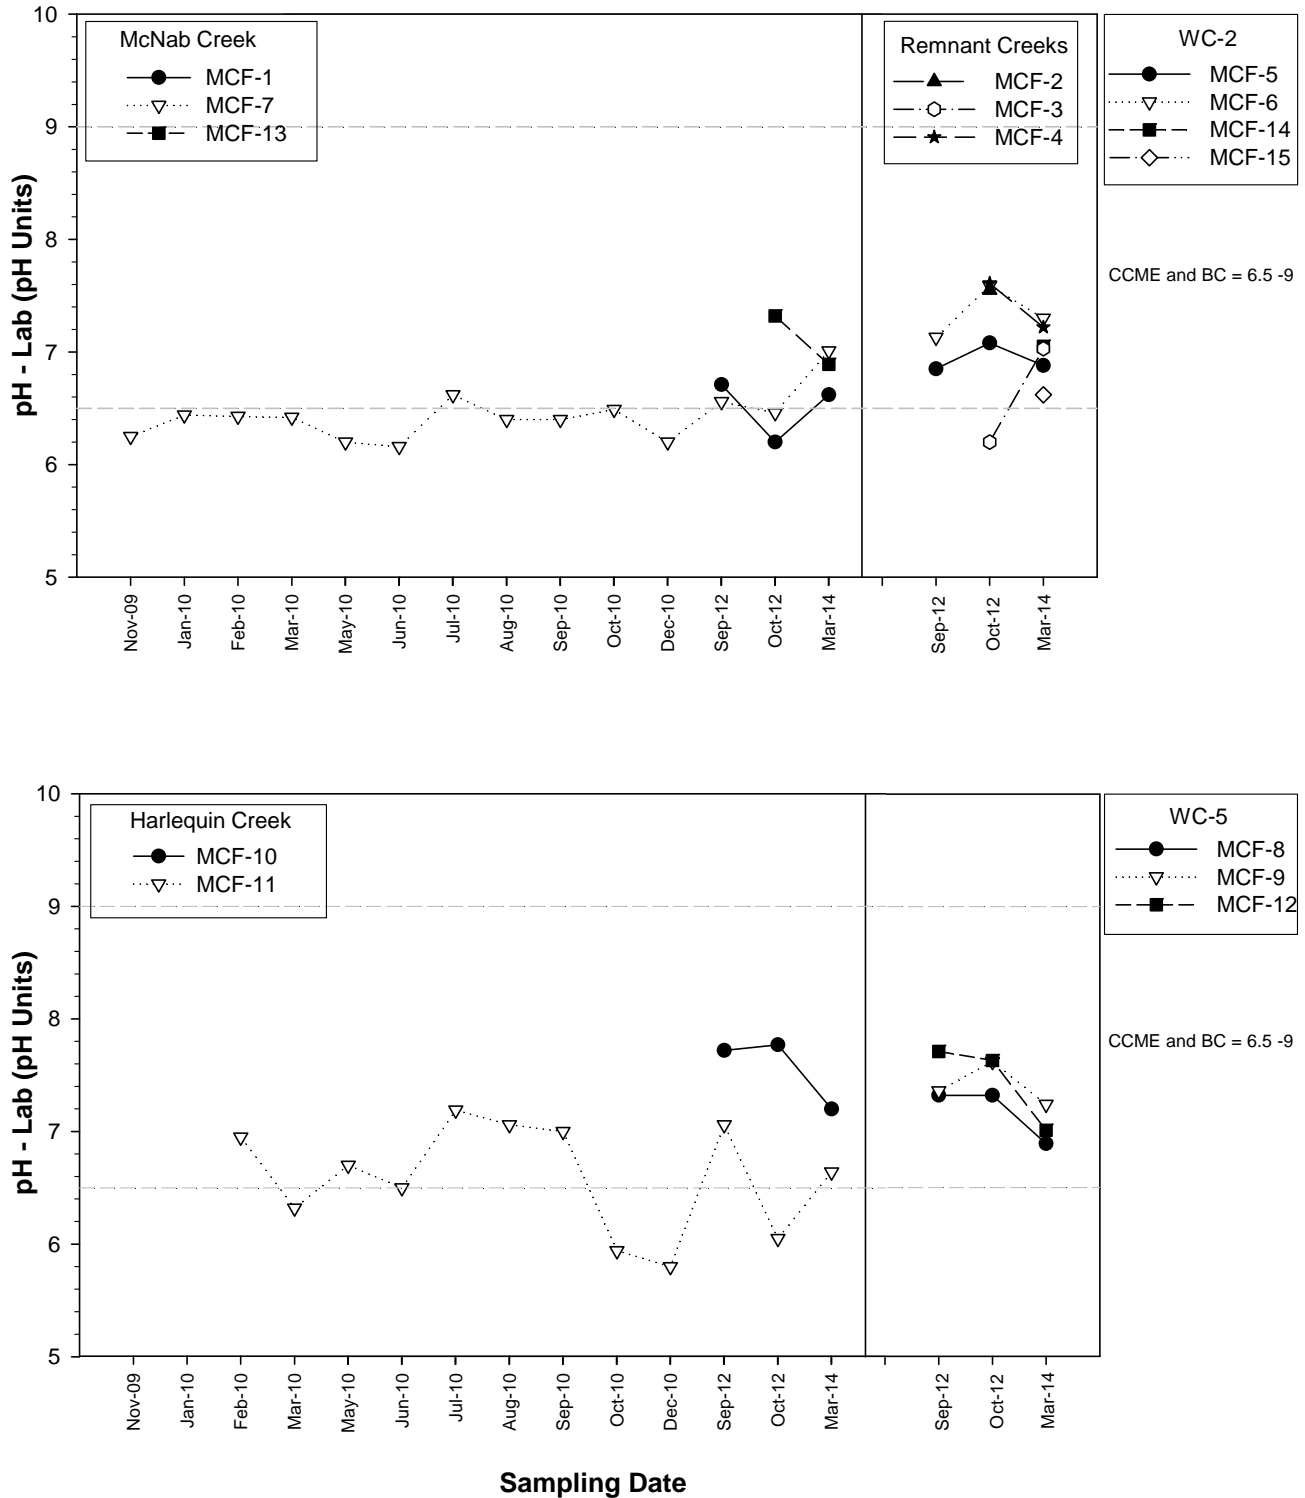 10
9
8
7
6
5
pH - Lab (pH Units)
McNab Creek
MCF-1
MCF-7
MCF-13
Remnant Creeks
MCF-2
MCF-3
MCF-4
WC-2
MCF-5
MCF-6
MCF-14
MCF-15
CCME and BC = 6.5 -9
Nov-09
Jan-10
Feb-10
Mar-10
May-10
Jun-10
Jul-10
Aug-10
Sep-10
Oct-10
Dec-10
Sep-12
Oct-12
Mar-14
Sep-12
Oct-12
Mar-14
10
9
8
7
6
5
pH - Lab (pH Units)
Harlequin Creek
MCF-10
MCF-11
WC-5
MCF-8
MCF-9
MCF-12
CCME and BC = 6.5 -9
Nov-09
Jan-10
Feb-10
Mar-10
May-10
Jun-10
Jul-10
Aug-10
Sep-10
Oct-10
Dec-10
Sep-12
Oct-12
Mar-14
Sep-12
Oct-12
Mar-14
Sampling Date